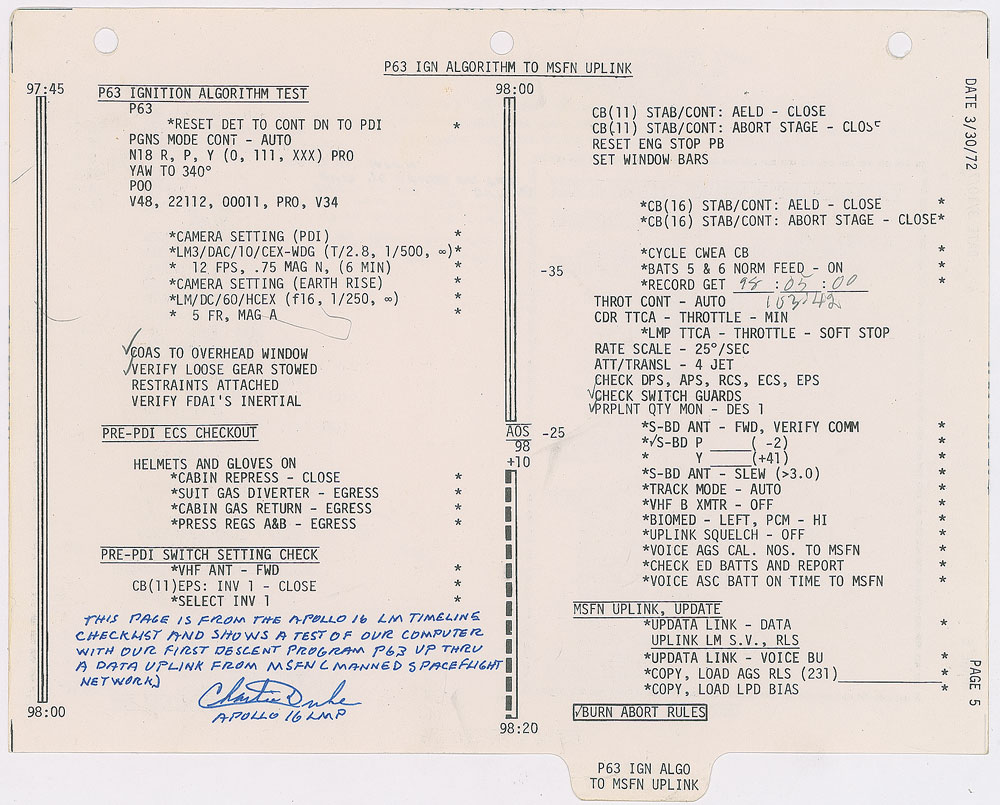 P63 IGN ALGORITHM TO MSFN UPLINK
97:45
P63 IGNITION ALGORITHM TEST
P63
*RESET DET TO CONT DN TO PDI *
PGNS MODE CONT - AUTO
N18 R, P, Y (0, 111, XXX) PRO
YAW TO 340°
POO
V48, 22112, 00011, PRO, V34
*CAMERA SETTING (PDI) *
*LM3/DAC/10/CEX-WDG (T/2.8, 1/500, ∞)*
* 12 FPS, .75 MAG N, (6 MIN) *
*CAMERA SETTING (EARTH RISE) *
*LM/DC/60/HCEX (f16, 1/250, ∞) *
* 5 FR, MAG A *
√COAS TO OVERHEAD WINDOW
√VERIFY LOOSE GEAR STOWED
RESTRAINTS ATTACHED
VERIFY FDAI'S INERTIAL
PRE-PDI ECS CHECKOUT
HELMETS AND GLOVES ON
*CABIN REPRESS - CLOSE *
*SUIT GAS DIVERTER - EGRESS *
*CABIN GAS RETURN - EGRESS *
*PRESS REGS A&B - EGRESS *
PRE-PDI SWITCH SETTING CHECK
*VHF ANT - FWD *
CB(11)EPS: INV 1 - CLOSE *
*SELECT INV 1 *
THIS PAGE IS FROM THE APOLLO 16 LM TIMELINE
CHECKLIST AND SHOWS A TEST OF OUR COMPUTER
WITH OUR FIRST DESCENT PROGRAM P63 UP THRU
A DATA UPLINK FROM MSFN (MANNED SPACEFLIGHT
NETWORK)
Charlie Duke
APOLLO 16 LMP
98:00
98:00
CB(11) STAB/CONT: AELD - CLOSE
CB(11) STAB/CONT: ABORT STAGE - CLOSE
RESET ENG STOP PB
SET WINDOW BARS
*CB(16) STAB/CONT: AELD - CLOSE *
*CB(16) STAB/CONT: ABORT STAGE - CLOSE*
*CYCLE CWEA CB *
-35 *BATS 5 & 6 NORM FEED - ON *
*RECORD GET 98 :05 :00 *
THROT CONT - AUTO 103:42
CDR TTCA - THROTTLE - MIN
*LMP TTCA - THROTTLE - SOFT STOP
RATE SCALE - 25°/SEC
ATT/TRANSL - 4 JET
CHECK DPS, APS, RCS, ECS, EPS
√CHECK SWITCH GUARDS
√PRPLNT QTY MON - DES 1
*S-BD ANT - FWD, VERIFY COMM *
AOS -25
98
+10
*√S-BD P _____( -2) *
* Y _____(+41) *
*S-BD ANT - SLEW (>3.0) *
*TRACK MODE - AUTO *
*VHF B XMTR - OFF *
*BIOMED - LEFT, PCM - HI *
*UPLINK SQUELCH - OFF *
*VOICE AGS CAL. NOS. TO MSFN *
*CHECK ED BATTS AND REPORT *
*VOICE ASC BATT ON TIME TO MSFN *
MSFN UPLINK, UPDATE
*UPDATA LINK - DATA *
UPLINK LM S.V., RLS
*UPDATA LINK - VOICE BU *
*COPY, LOAD AGS RLS (231)____________*
*COPY, LOAD LPD BIAS *
√BURN ABORT RULES
98:20
DATE 3/30/72
PAGE 5
P63 IGN ALGO
TO MSFN UPLINK